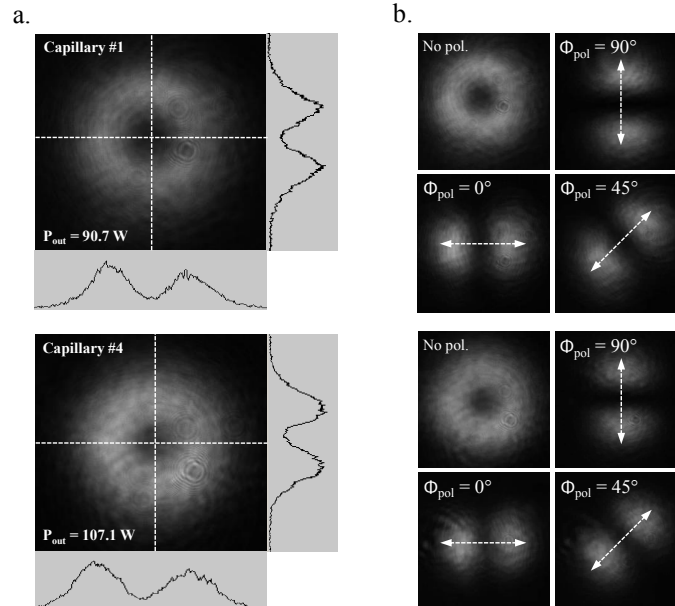 a.
Capillary #1
P_out = 90.7 W
Capillary #4
P_out = 107.1 W
b.
No pol.
Φ_pol = 90°
Φ_pol = 0°
Φ_pol = 45°
No pol.
Φ_pol = 90°
Φ_pol = 0°
Φ_pol = 45°